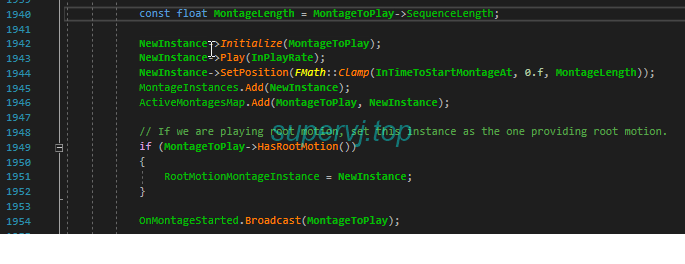 1940 const float MontageLength = MontageToPlay->SequenceLength;
1941
1942 NewInstance->Initialize(MontageToPlay);
1943 NewInstance->Play(InPlayRate);
1944 NewInstance->SetPosition(FMath::Clamp(InTimeToStartMontageAt, 0.f, MontageLength));
1945 MontageInstances.Add(NewInstance);
1946 ActiveMontagesMap.Add(MontageToPlay, NewInstance);
1947
1948 // If we are playing root motion, set this instance as the one providing root motion.
supervj.top
1949 if (MontageToPlay->HasRootMotion())
1950 {
1951 RootMotionMontageInstance = NewInstance;
1952 }
1953
1954 OnMontageStarted.Broadcast(MontageToPlay);